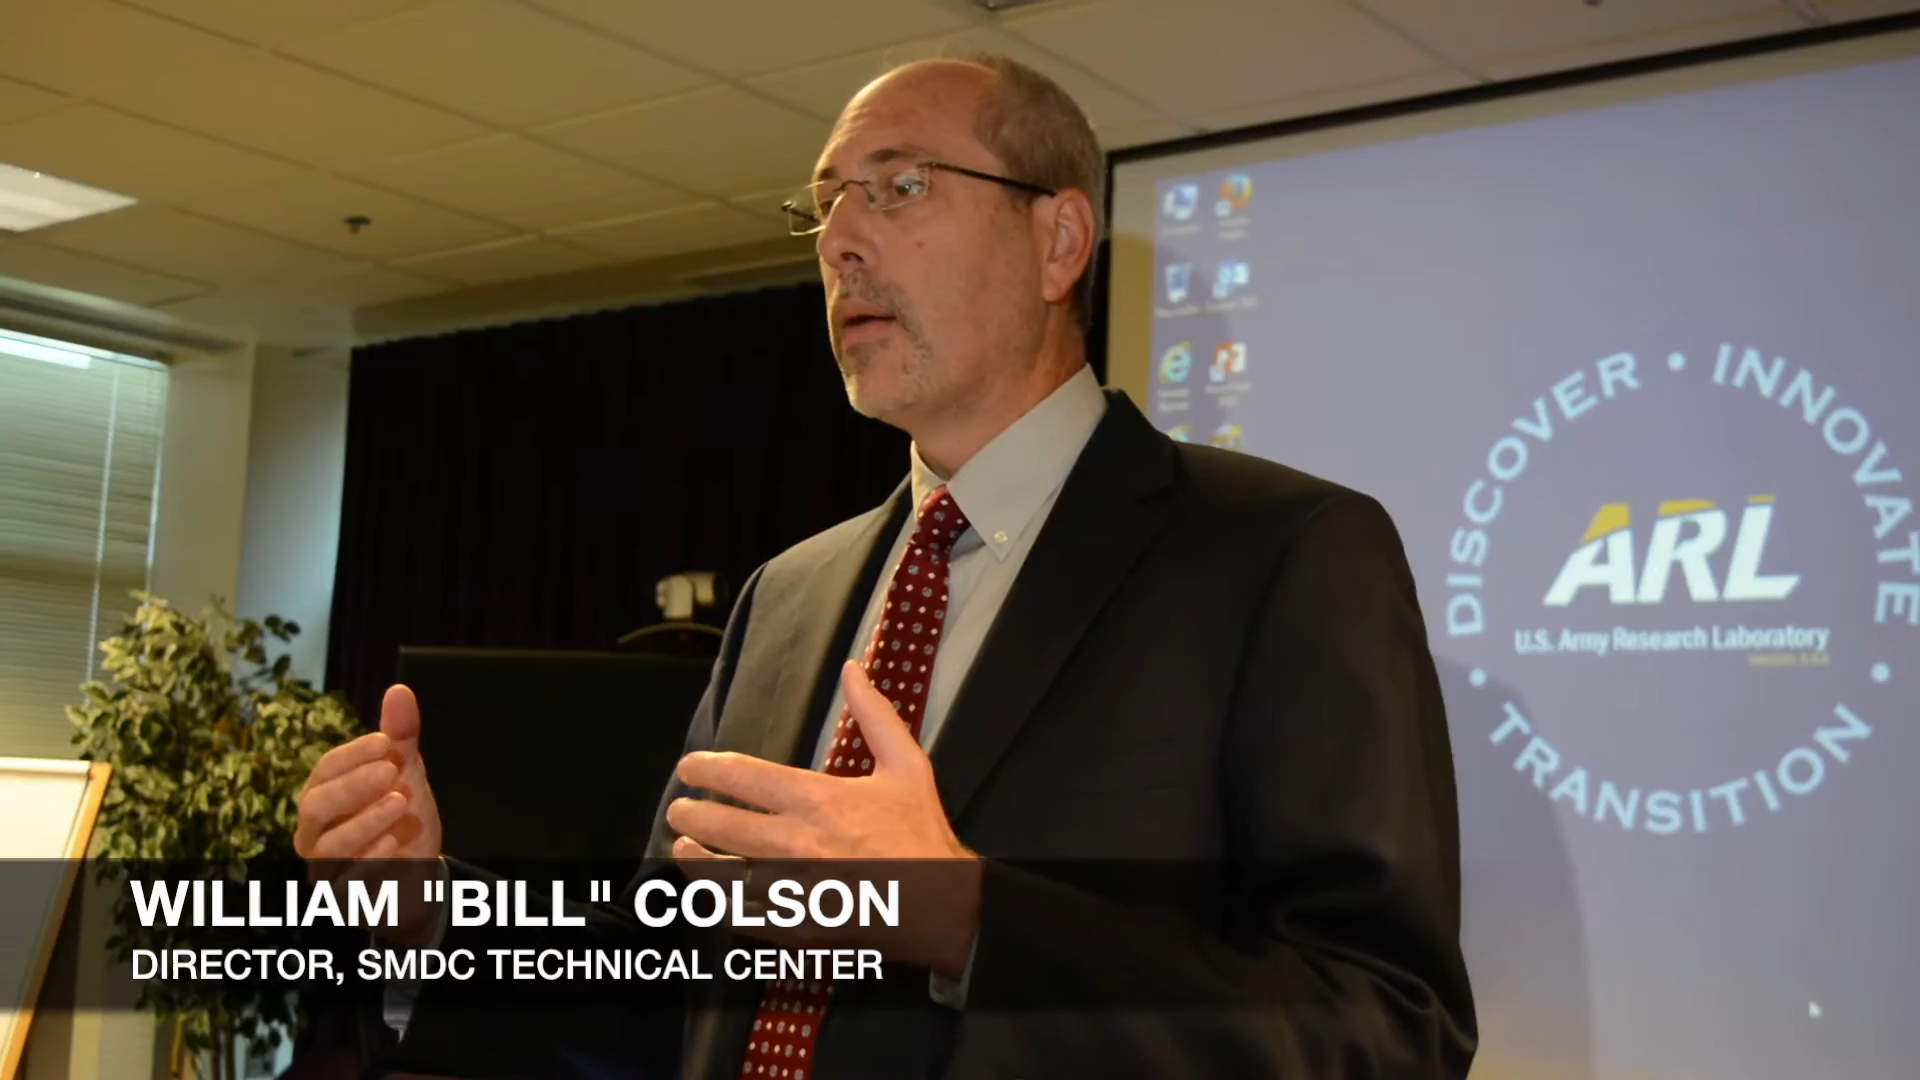 DISCOVER • INNOVATE • TRANSITION •
ARL
U.S. Army Research Laboratory
WILLIAM "BILL" COLSON
DIRECTOR, SMDC TECHNICAL CENTER